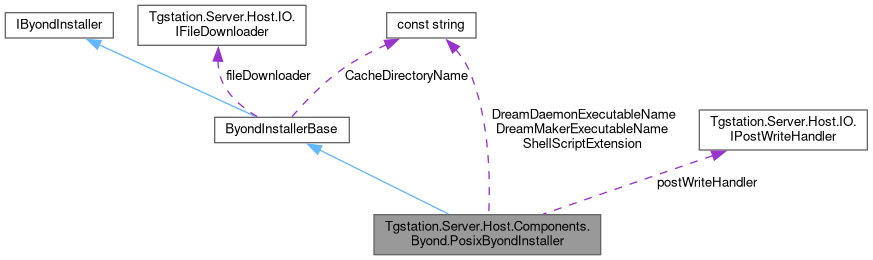 IByondInstaller
Tgstation.Server.Host.IO.
IFileDownloader
const string
fileDownloader
CacheDirectoryName
ByondInstallerBase
DreamDaemonExecutableName
DreamMakerExecutableName
ShellScriptExtension
Tgstation.Server.Host.IO.
IPostWriteHandler
postWriteHandler
Tgstation.Server.Host.Components.
Byond.PosixByondInstaller